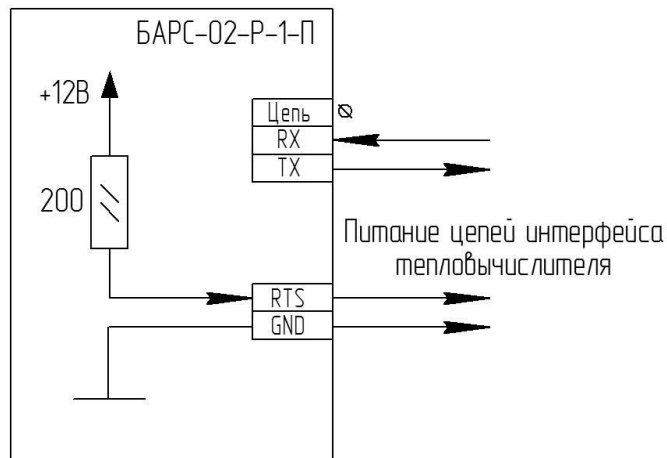 БАРС-02-Р-1-П
+12В
Цепь
RX
TX
200
Питание цепей интерфейса
тепловычислителя
RTS
GND